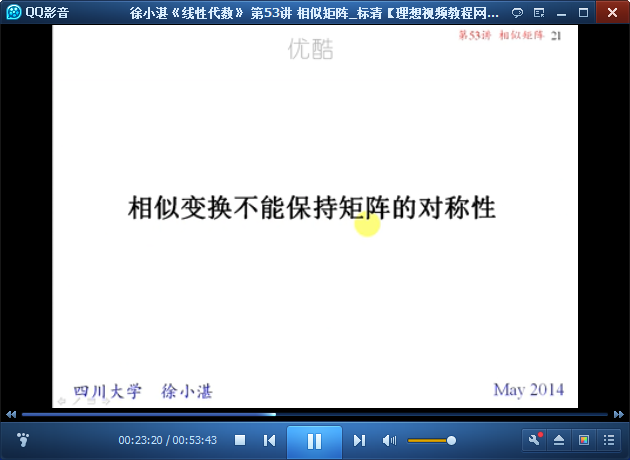 QQ影音
徐小湛《线性代数》 第53讲 相似矩阵_标清【理想视频教程网...
优酷
第53讲 相似矩阵 21
相似变换不能保持矩阵的对称性
四川大学 徐小湛
May 2014
00:23:20 / 00:53:43